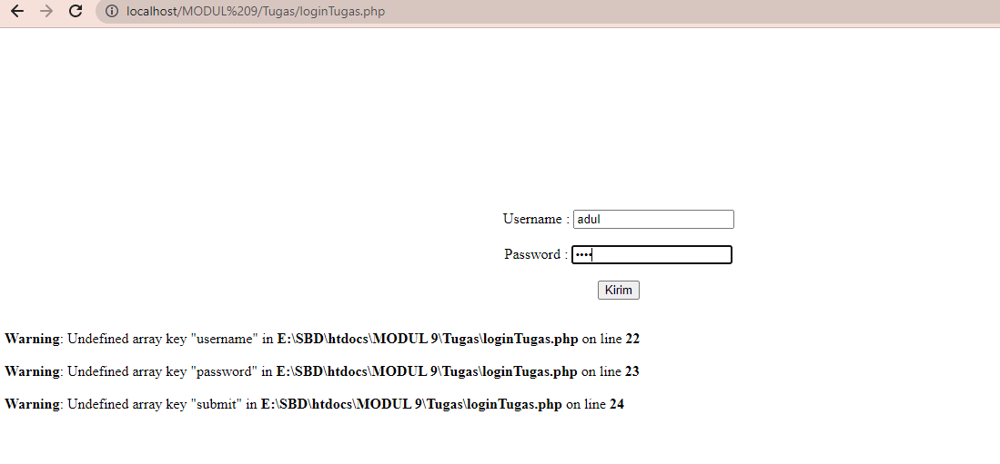 localhost/MODUL%209/Tugas/loginTugas.php
Username : adul
Password : ••••
Kirim
Warning: Undefined array key "username" in E:\SBD\htdocs\MODUL 9\Tugas\loginTugas.php on line 22
Warning: Undefined array key "password" in E:\SBD\htdocs\MODUL 9\Tugas\loginTugas.php on line 23
Warning: Undefined array key "submit" in E:\SBD\htdocs\MODUL 9\Tugas\loginTugas.php on line 24